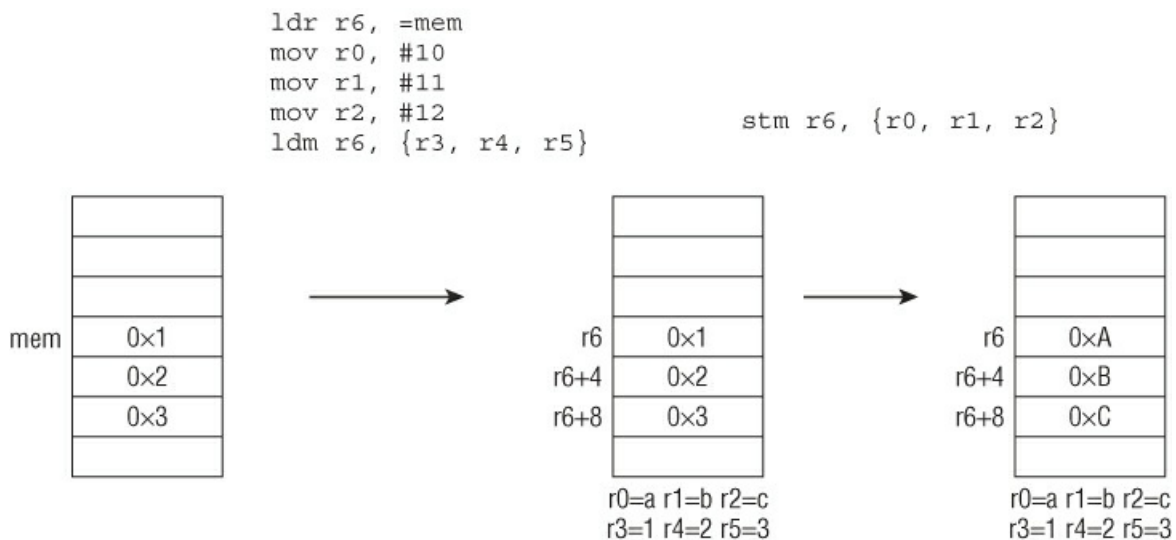 ldr r6, =mem
mov r0, #10
mov r1, #11
mov r2, #12
ldm r6, {r3, r4, r5}
stm r6, {r0, r1, r2}
mem 0×1
0×2
0×3
r6 0×1
r6+4 0×2
r6+8 0×3
r0=a r1=b r2=c
r3=1 r4=2 r5=3
r6 0×A
r6+4 0×B
r6+8 0×C
r0=a r1=b r2=c
r3=1 r4=2 r5=3